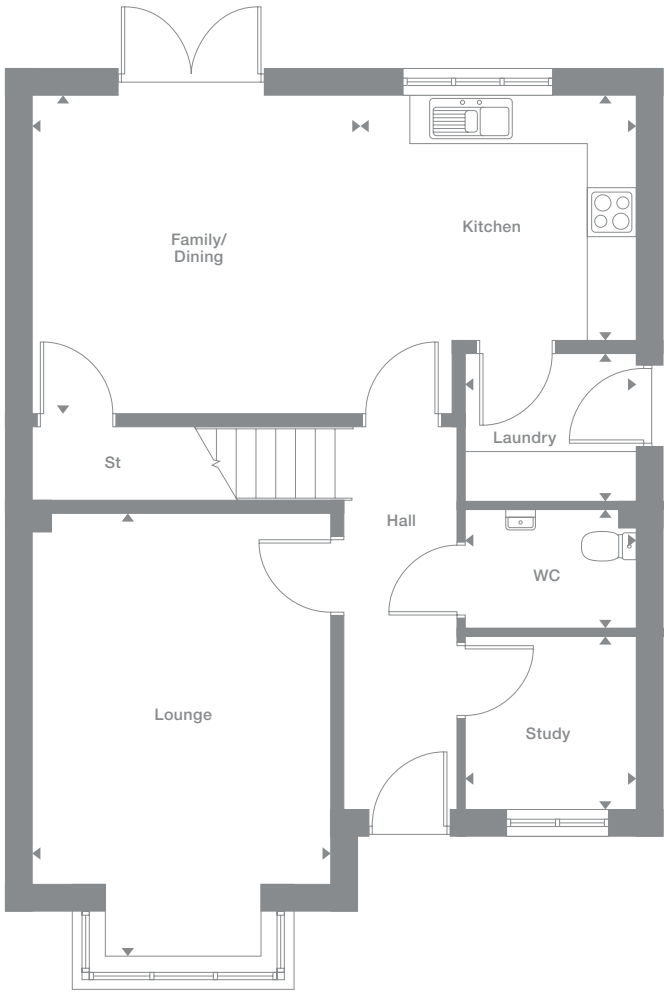 Family/
Dining
Kitchen
Laundry
St
Hall
WC
Lounge
Study